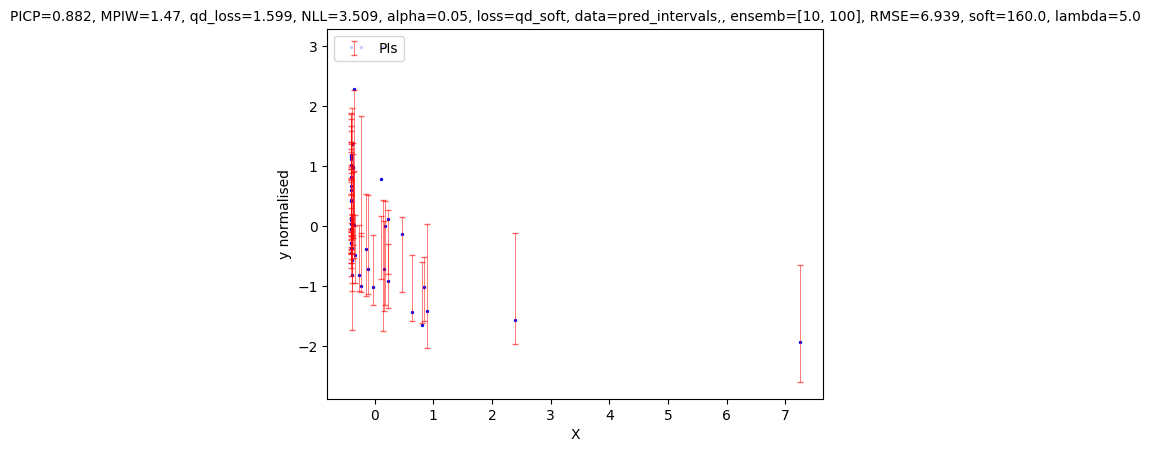 PICP=0.882, MPIW=1.47, qd_loss=1.599, NLL=3.509, alpha=0.05, loss=qd_soft, data=pred_intervals,, ensemb=[10, 100], RMSE=6.939, soft=160.0, lambda=5.0
PIs
3
2
1
0
−1
−2
y normalised
0 1 2 3 4 5 6 7
X